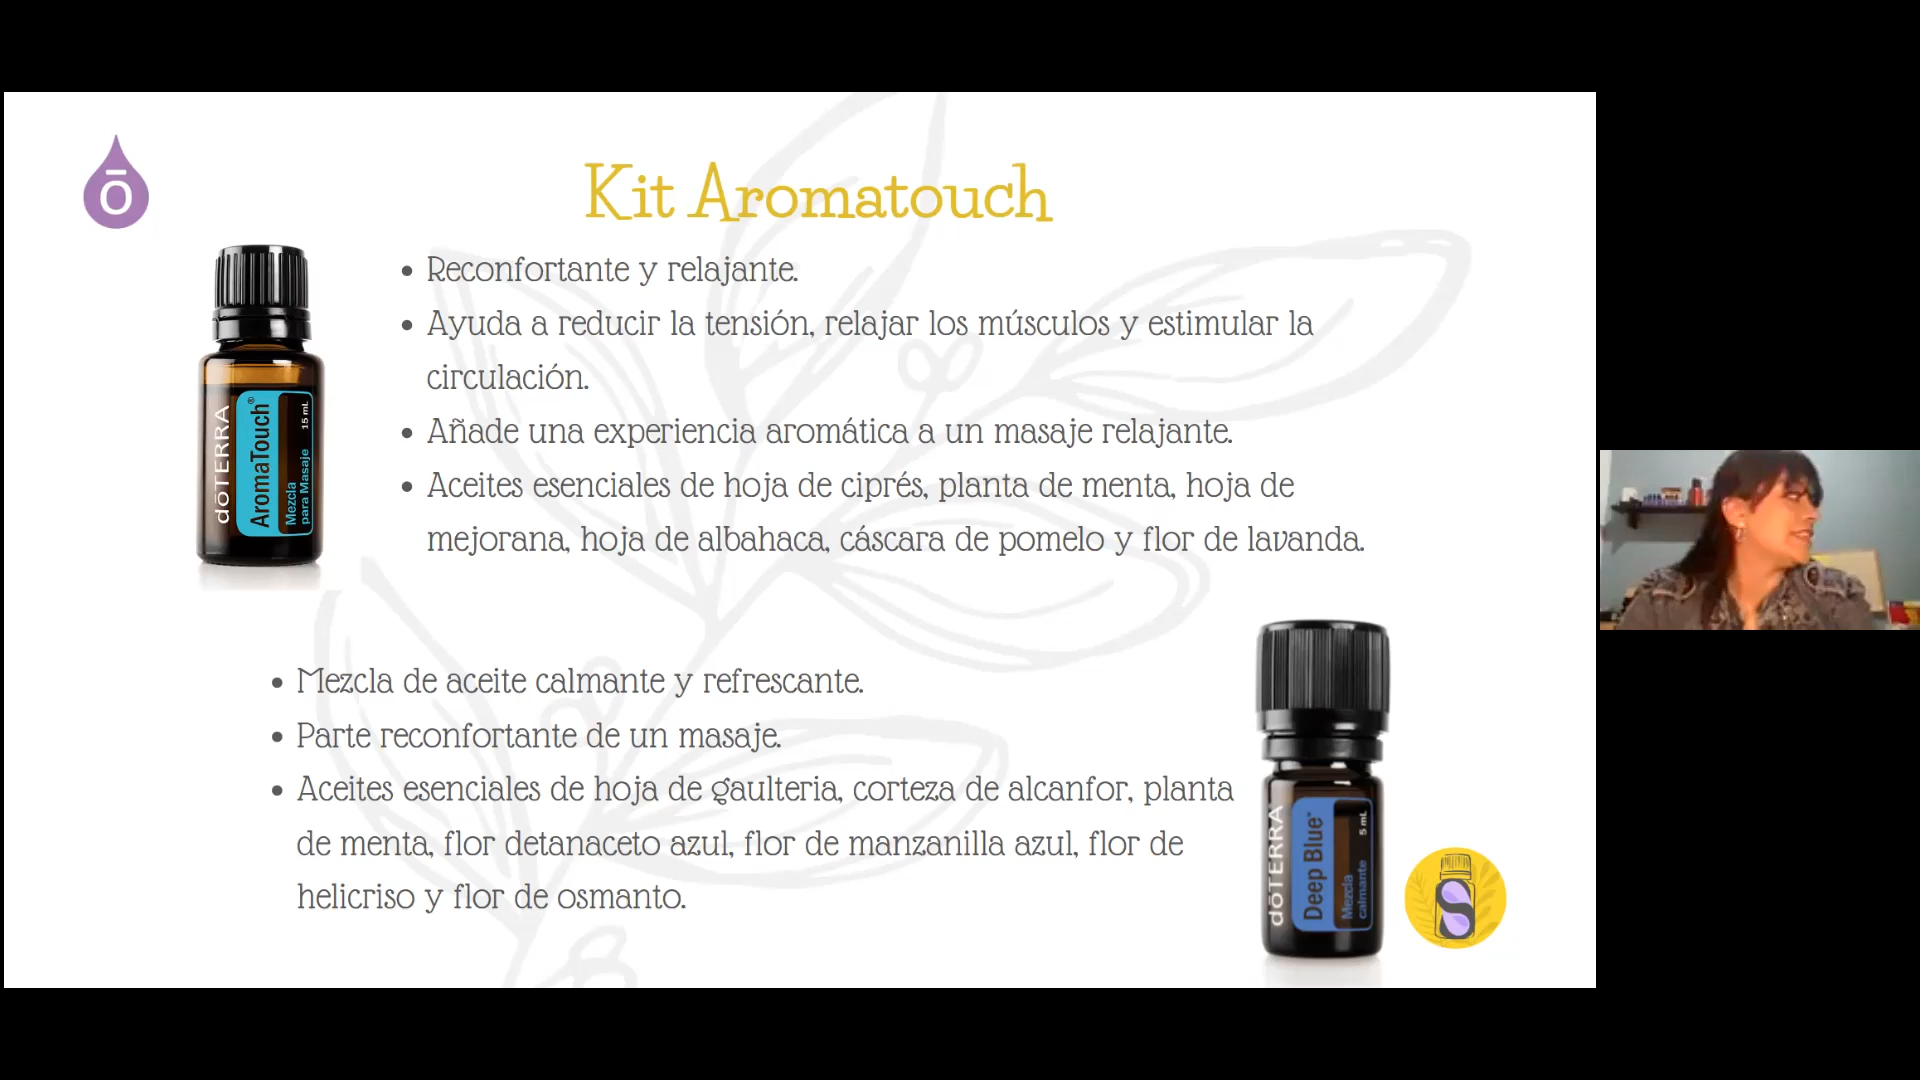 ō
Kit Aromatouch
Reconfortante y relajante.
Ayuda a reducir la tensión, relajar los músculos y estimular la
circulación.
Añade una experiencia aromática a un masaje relajante.
Aceites esenciales de hoja de ciprés, planta de menta, hoja de
mejorana, hoja de albahaca, cáscara de pomelo y flor de lavanda.
dōTERRA
AromaTouch®
Mezcla
para Masaje 15 mL
Mezcla de aceite calmante y refrescante.
Parte reconfortante de un masaje.
Aceites esenciales de hoja de gaulteria, corteza de alcanfor, planta
de menta, flor detanaceto azul, flor de manzanilla azul, flor de
helicriso y flor de osmanto.
dōTERRA
Deep Blue™
Mezcla
calmante 5 mL
S